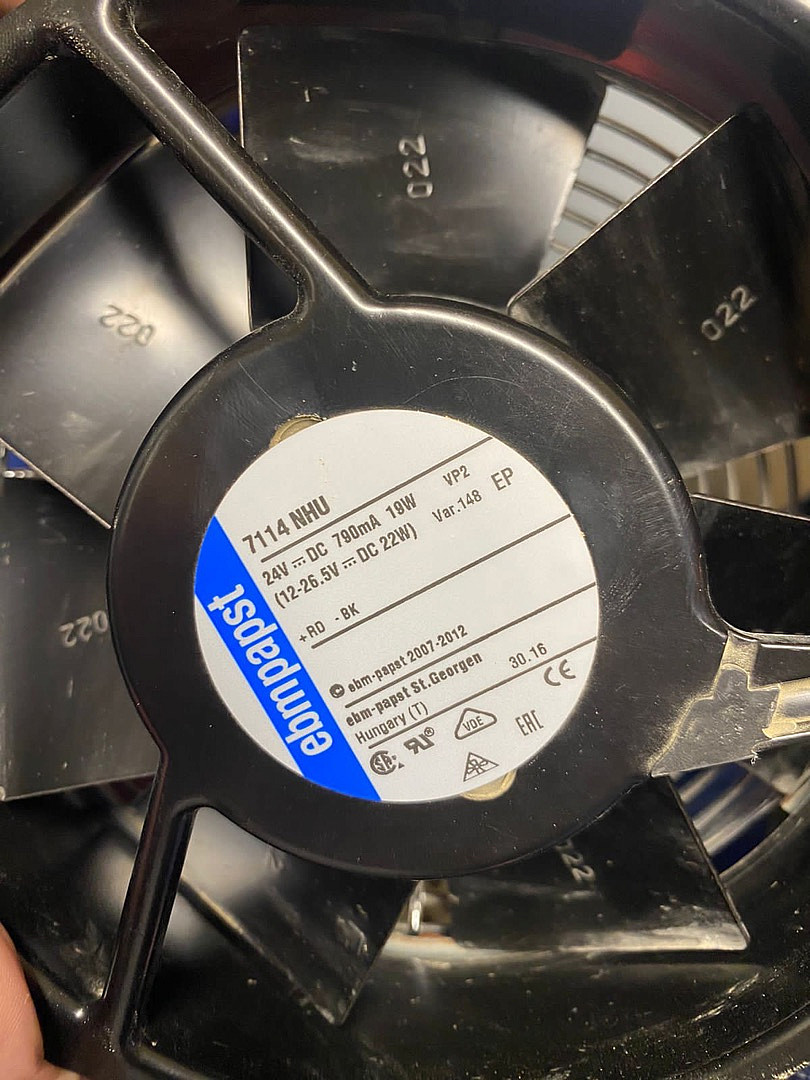 022
022
022
022
022
7114 NHU
24V ⎓ DC 790mA 19W VP2
(12-26.5V ⎓ DC 22W) Var.148 EP
+RD -BK
© ebm-papst 2007-2012
ebm-papst St.Georgen 30.16
Hungary (T)
CE
VDE
EAC
ebmpapst